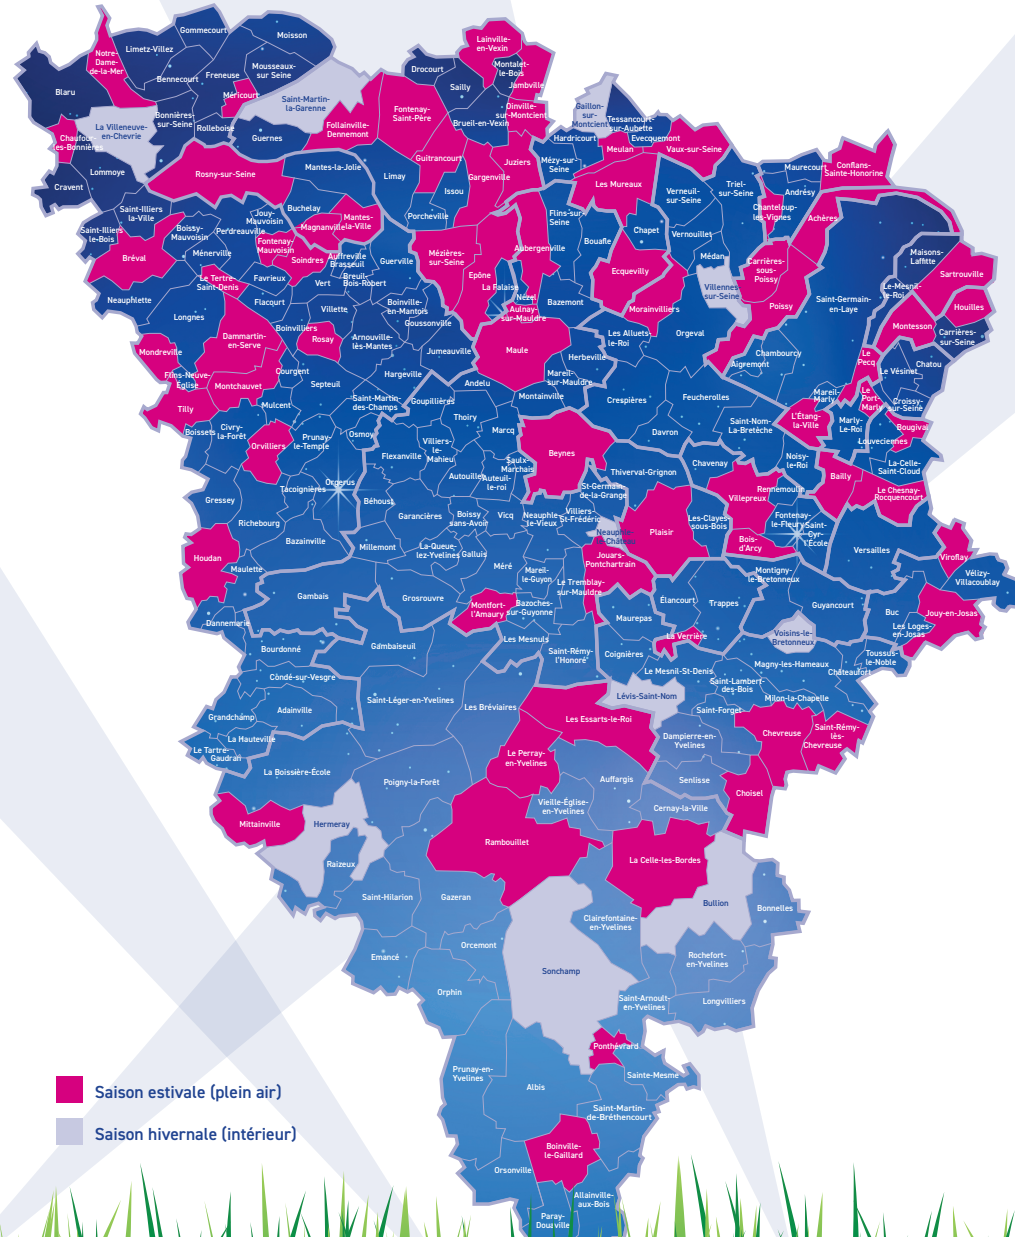 Gommecourt
Moisson
Limetz-Villez
Notre-
Dame-
de-la-Mer
Bennecourt
Freneuse
Mousseaux-
sur Seine
Blaru
Méricourt
Saint-Martin-
la-Garenne
La Villeneuve-
en-Chevrie
Bonnières-
sur-Seine
Rolleboise
Guernes
Follainville-
Dennemont
Chaufour-
es-Bonnières
Lommoye
Cravent
Rosny-sur-Seine
Mantes-la-Jolie
Limay
Drocourt
Sailly
Lainville-
en-Vexin
Montalet-
le-Bois
Jambville
Fontenay-
Saint-Père
Brueil-en-Vexin
Oinville-
sur-Montcient
Gaillon-
sur-
Montcient
Tessancourt-
sur-Aubette
Hardricourt
Evecquemont
Meulan
Vaux-sur-Seine
Guitrancourt
Gargenville
Juziers
Mézy-sur-
Seine
Issou
Porcheville
Les Mureaux
Verneuil-
sur-Seine
Triel-
sur-Seine
Maurecourt
Conflans-
Sainte-Honorine
Andrésy
Chanteloup-
les-Vignes
Achères
Saint-Illiers
la-Ville
Saint-Illiers
le-Bois
Bréval
Boissy-
Mauvoisin
Ménerville
Perdreauville
Jouy-
Mauvoisin
Buchelay
Magnanville
Mantes-
la-Ville
Fontenay-
Mauvoisin
Soindres
Auffreville
Brasseuil
Breuil-
Bois-Robert
Vert
Guerville
Mézières-
sur-Seine
Epône
La Falaise
Nézel
Aulnay-
sur-Mauldre
Aubergenville
Flins-sur-
Seine
Bouafle
Chapet
Ecquevilly
Bazemont
Morainvilliers
Vernouillet
Médan
Villennes
sur-Seine
Carrières-
sous-
Poissy
Poissy
Orgeval
Saint-Germain-
en-Laye
Maisons-
Laffitte
Le-Mesnil-
le-Roi
Sartrouville
Houilles
Montesson
Carrières-
sur-Seine
Chatou
Le Vésinet
Le
Pecq
Le
Port-
Marly
Croissy-
sur-Seine
Mareil-
Marly
L'Étang-
la-Ville
Marly-
Le-Roi
Bougival
Louveciennes
La-Celle-
Saint-Cloud
Neauphlette
Le Tertre-
Saint-Denis
Favrieux
Flacourt
Longnes
Dammartin-
en-Serve
Boinvilliers
Rosay
Villette
Boinville-
en-Mantois
Goussonville
Arnouville-
lès-Mantes
Jumeauville
Maule
Herbeville
Mareil-
sur-Mauldre
Montainville
Andelu
Les Alluets-
le-Roi
Crespières
Feucherolles
Aigremont
Chambourcy
Mondreville
Flins-Neuve-
Église
Tilly
Montchauvet
Courgent
Septeuil
Mulcent
Hargeville
Saint-Martin-
des-Champs
Goupillières
Thoiry
Marcq
Beynes
Davron
Saint-Nom-
La-Bretèche
Noisy-
le-Roi
Bailly
Le Chesnay-
Rocquencourt
Boissets
Civry-
la-Forêt
Orvilliers
Prunay-
le-Temple
Osmoy
Flexanville
Villiers-
le-
Mahieu
Autouillet
Saulx-
Marchais
Auteuil-
le-roi
St-Germain-
de-la-Grange
Thiverval-Grignon
Chavenay
Villepreux
Rennemoulin
Fontenay-
le-Fleury
Saint-
Cyr-
l'École
Versailles
Viroflay
Vélizy-
Villacoublay
Gressey
Richebourg
Tacoignières
Orgerus
Béhoust
Garancières
Boissy
sans-Avoir
Vicq
Neauphle-
le-Vieux
Villiers-
St-Frédéric
Neauphle-
le-Château
Plaisir
Les-Clayes-
sous-Bois
Bois-
d'Arcy
Houdan
Maulette
Bazainville
Millemont
La-Queue-
lez-Yvelines
Galluis
Méré
Mareil-
le-Guyon
Jouars-
Pontchartrain
Le Tremblay-
sur-Mauldre
Élancourt
Trappes
Montigny-
le-Bretonneux
Guyancourt
Buc
Jouy-en-Josas
Les Loges-
en-Josas
Dannemarie
Gambais
Grosrouvre
Montfort-
l'Amaury
Bazoches-
sur-Guyonne
Maurepas
La Verrière
Voisins-le-
Bretonneux
Toussus-
le-Noble
Châteaufort
Bourdonné
Gambaiseuil
Les Mesnuls
Saint-Rémy-
l'Honoré
Coignières
Le Mesnil-St-Denis
Magny-les-Hameaux
Saint-Lambert-
des-Bois
Milon-la-Chapelle
Condé-sur-Vesgre
Adainville
Saint-Léger-en-Yvelines
Les Bréviaires
Les Essarts-le-Roi
Lévis-Saint-Nom
Saint-Forget
Dampierre-en-
Yvelines
Chevreuse
Saint-Rémy-
lès-
Chevreuse
Grandchamp
La Hauteville
Le Tartre-
Gaudran
La Boissière-École
Poigny-la-Forêt
Le Perray-
en-Yvelines
Auffargis
Senlisse
Choisel
Cernay-la-Ville
Vieille-Église-
en-Yvelines
Mittainville
Hermeray
Raizeux
Rambouillet
La Celle-les-Bordes
Saint-Hilarion
Gazeran
Clairefontaine-
en-Yvelines
Bullion
Bonnelles
Emancé
Orcemont
Orphin
Sonchamp
Rochefort-
en-Yvelines
Saint-Arnoult-
en-Yvelines
Longvilliers
Ponthévrard
Prunay-en-
Yvelines
Albis
Sainte-Mesme
Saint-Martin-
de-Bréthencourt
Boinville-
le-Gaillard
Orsonville
Allainville-
aux-Bois
Paray-
Douaville
Saison estivale (plein air)
Saison hivernale (intérieur)